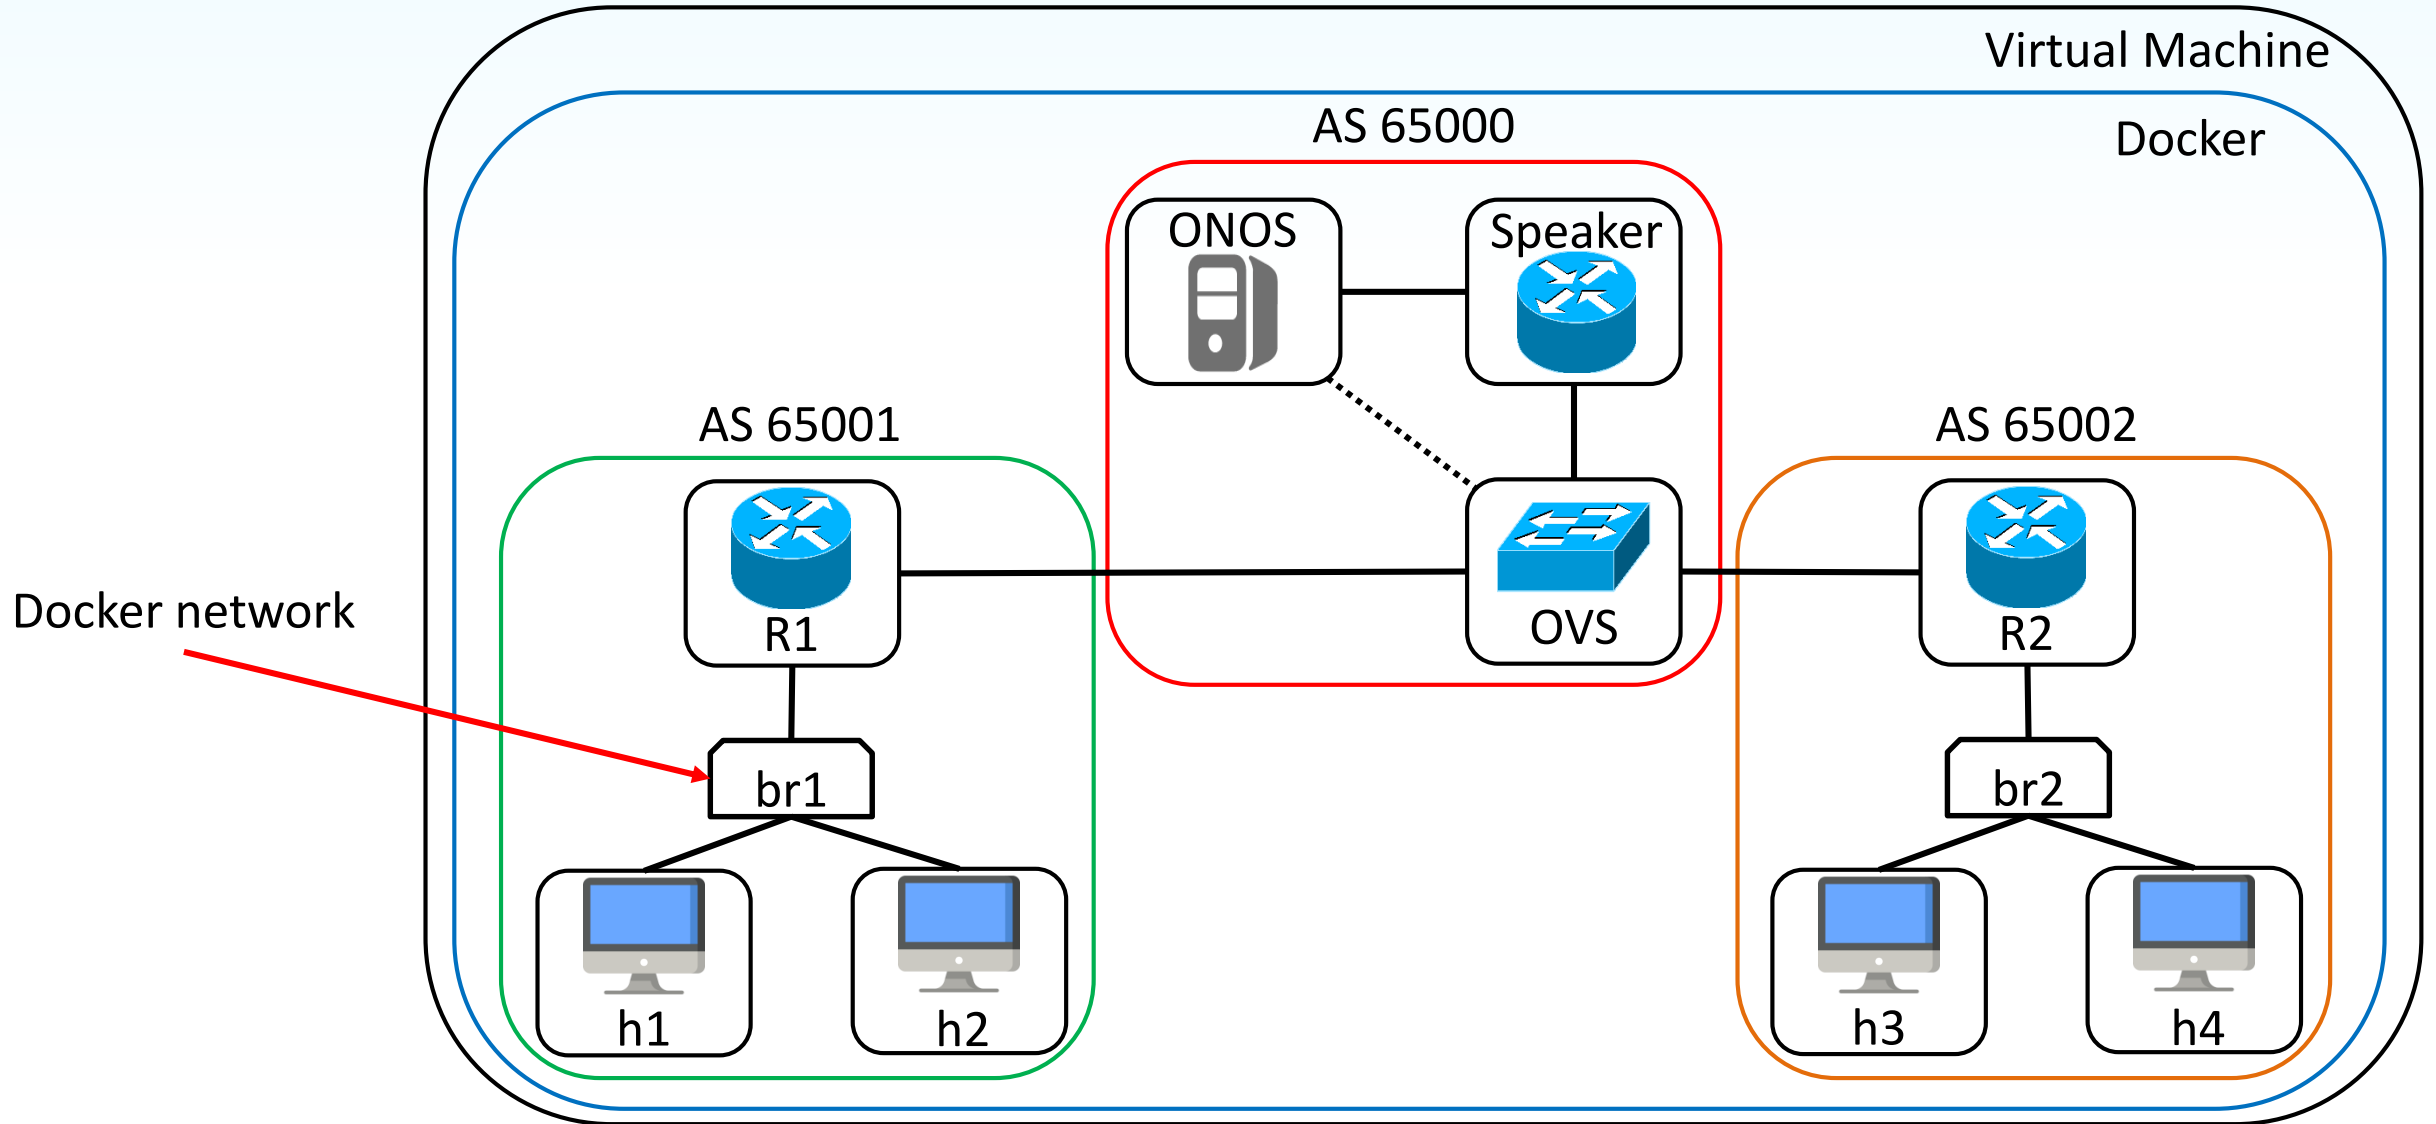 Virtual Machine
AS 65000
Docker
ONOS
Speaker
AS 65001
AS 65002
Docker network
R1
OVS
R2
br1
br2
h1
h2
h3
h4